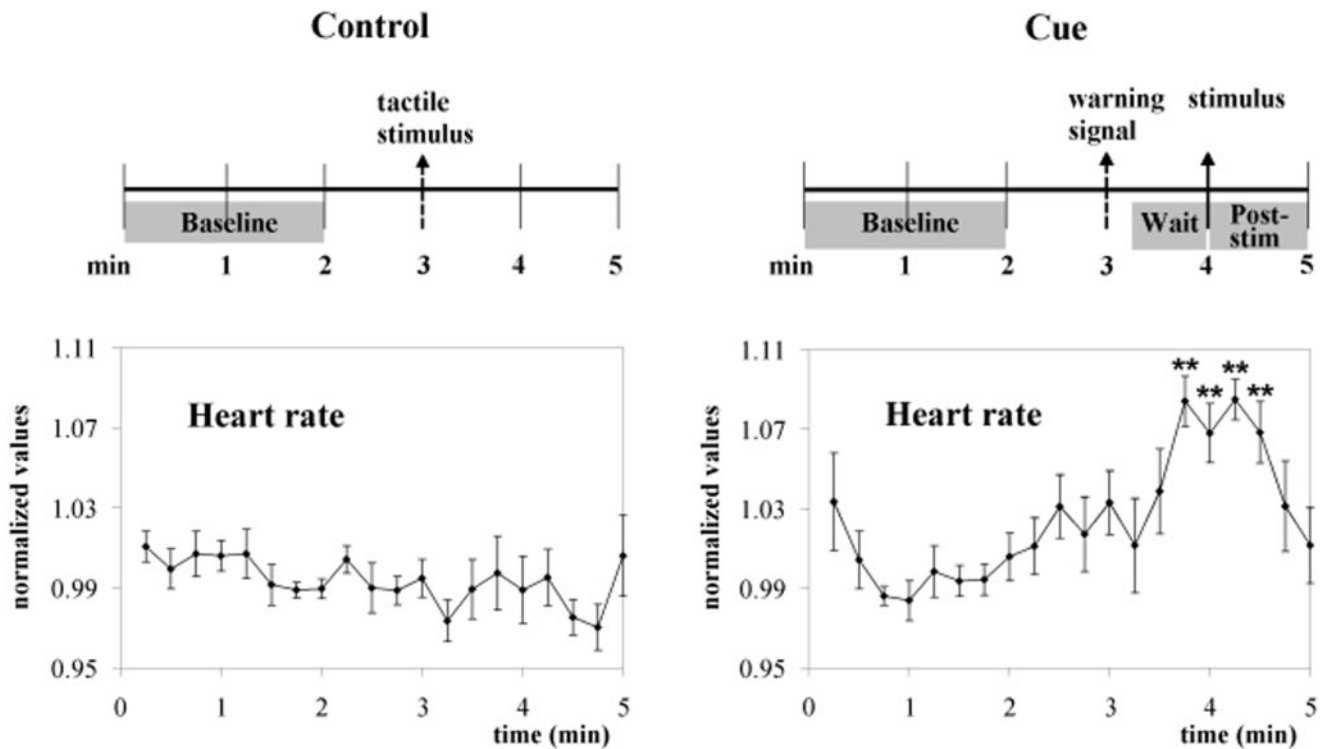 Control
tactile
stimulus
Baseline
min 1 2 3 4 5
1.11
1.07
1.03
0.99
0.95
normalized values
Heart rate
0 1 2 3 4 5
time (min)
Cue
warning stimulus
signal
Baseline Wait Post-
stim
min 1 2 3 4 5
1.11
1.07
1.03
0.99
0.95
normalized values
Heart rate
** ** ** **
0 1 2 3 4 5
time (min)